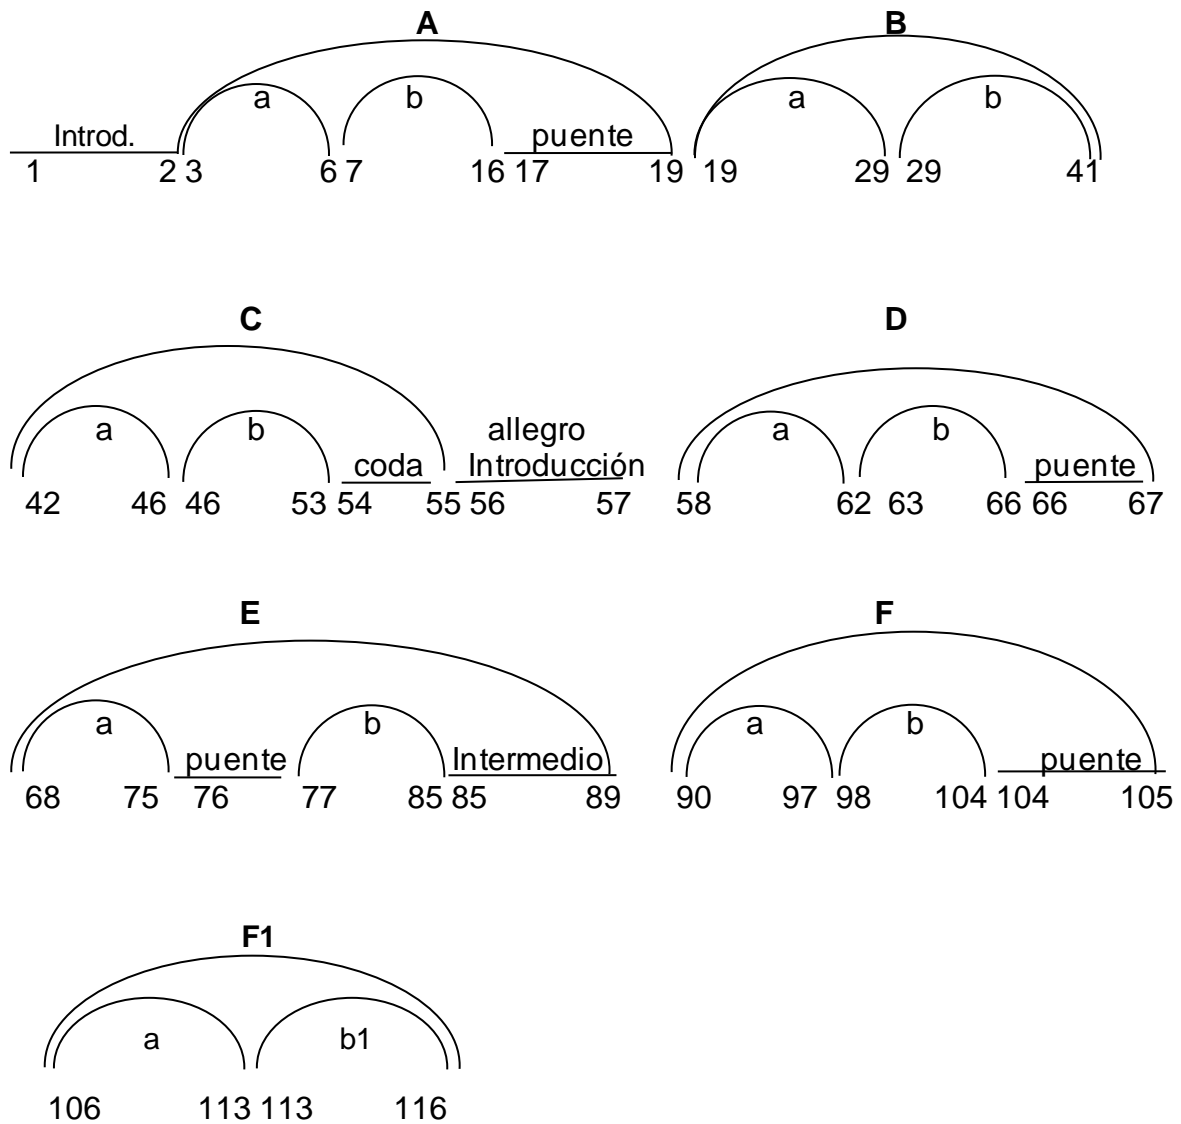 A B
a b a b
Introd. puente
1 2 3 6 7 16 17 19 19 29 29 41
C D
a b allegro a b
coda Introducción puente
42 46 46 53 54 55 56 57 58 62 63 66 66 67
E F
a b a b
puente Intermedio puente
68 75 76 77 85 85 89 90 97 98 104 104 105
F1
a b1
106 113 113 116